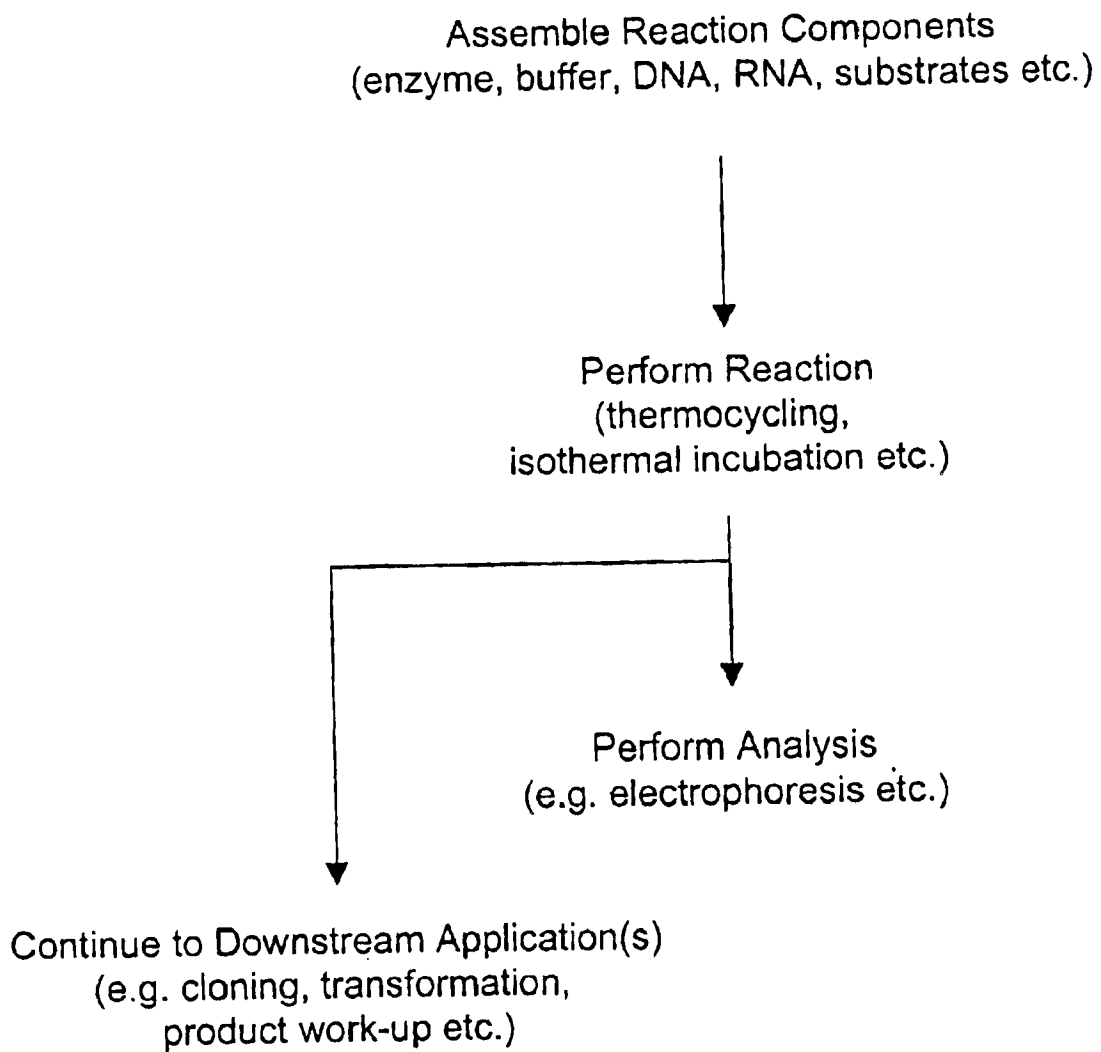 Assemble Reaction Components
(enzyme, buffer, DNA, RNA, substrates etc.)
Perform Reaction
(thermocycling,
isothermal incubation etc.)
Perform Analysis
(e.g. electrophoresis etc.)
Continue to Downstream Application(s)
(e.g. cloning, transformation,
product work-up etc.)